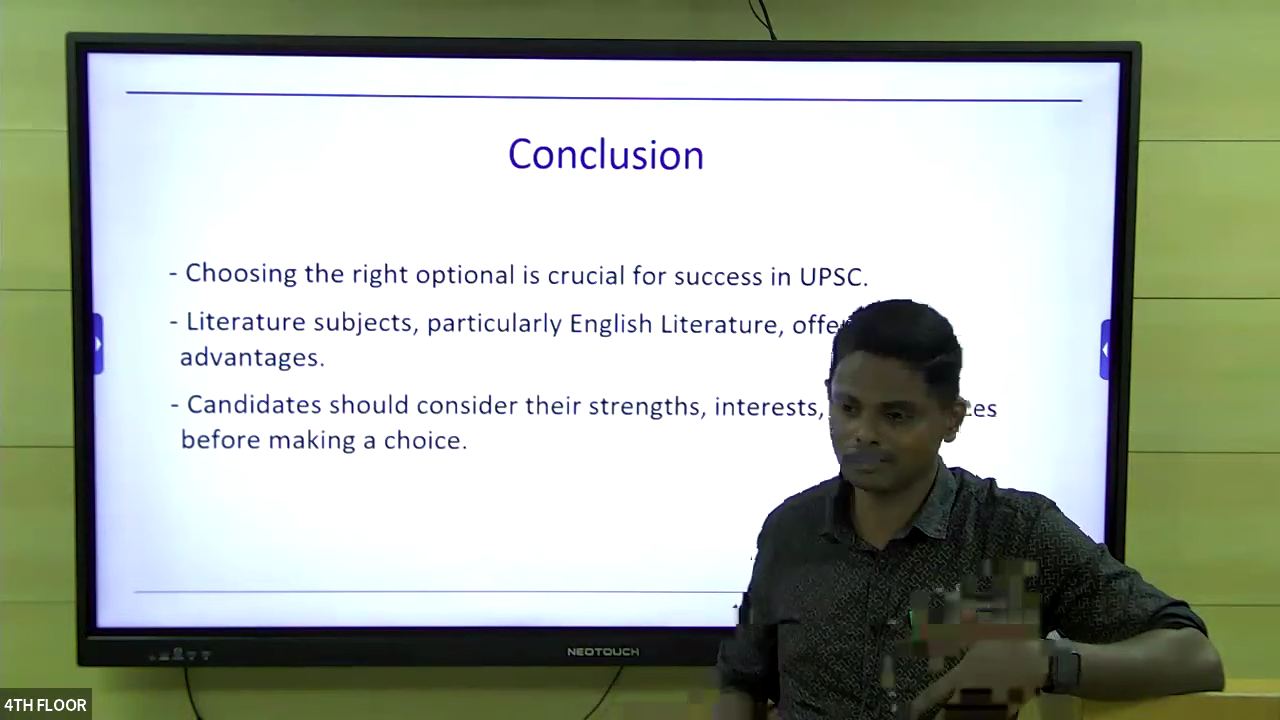 Conclusion
- Choosing the right optional is crucial for success in UPSC.
- Literature subjects, particularly English Literature,
advantages.
- Candidates should consider their strengths, interests,
before making a choice.
NEOTOUCH
4TH FLOOR